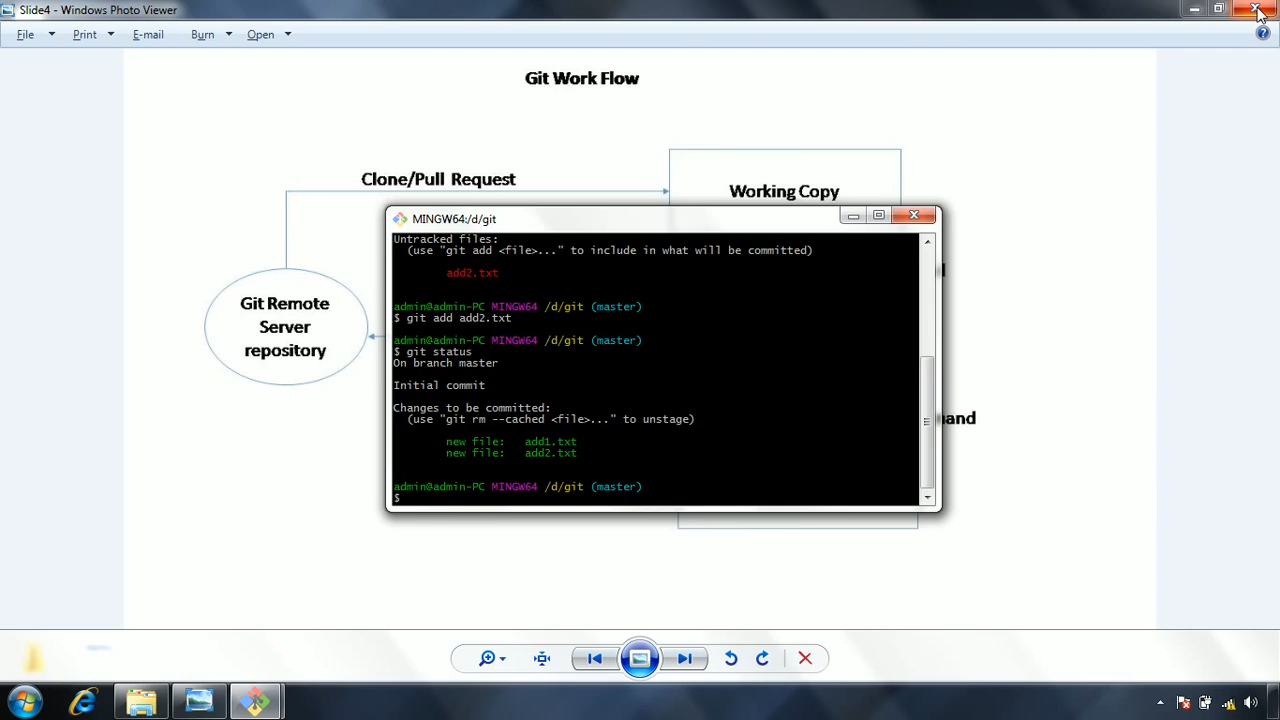 Slide4 - Windows Photo Viewer
File Print E-mail Burn Open
Git Work Flow
Clone/Pull Request
Working Copy
Git Remote
Server
repository
MINGW64:/d/git
Untracked files:
(use "git add <file>..." to include in what will be committed)
add2.txt
admin@admin-PC MINGW64 /d/git (master)
$ git add add2.txt
admin@admin-PC MINGW64 /d/git (master)
$ git status
On branch master
Initial commit
Changes to be committed:
(use "git rm --cached <file>..." to unstage)
new file: add1.txt
new file: add2.txt
admin@admin-PC MINGW64 /d/git (master)
$